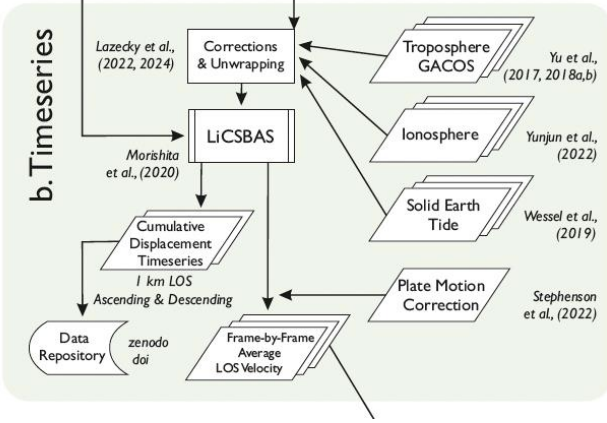 b. Timeseries
Lazecky et al.,
(2022, 2024)
Corrections
& Unwrapping
Troposphere
GACOS
Yu et al.,
(2017, 2018a,b)
Ionosphere
Yunjun et al.,
(2022)
LiCSBAS
Morishita
et al., (2020)
Solid Earth
Tide
Wessel et al.,
(2019)
Cumulative
Displacement
Timeseries
1 km LOS
Ascending & Descending
Plate Motion
Correction
Stephenson
et al., (2022)
Data
Repository
zenodo
doi
Frame-by-Frame
Average
LOS Velocity